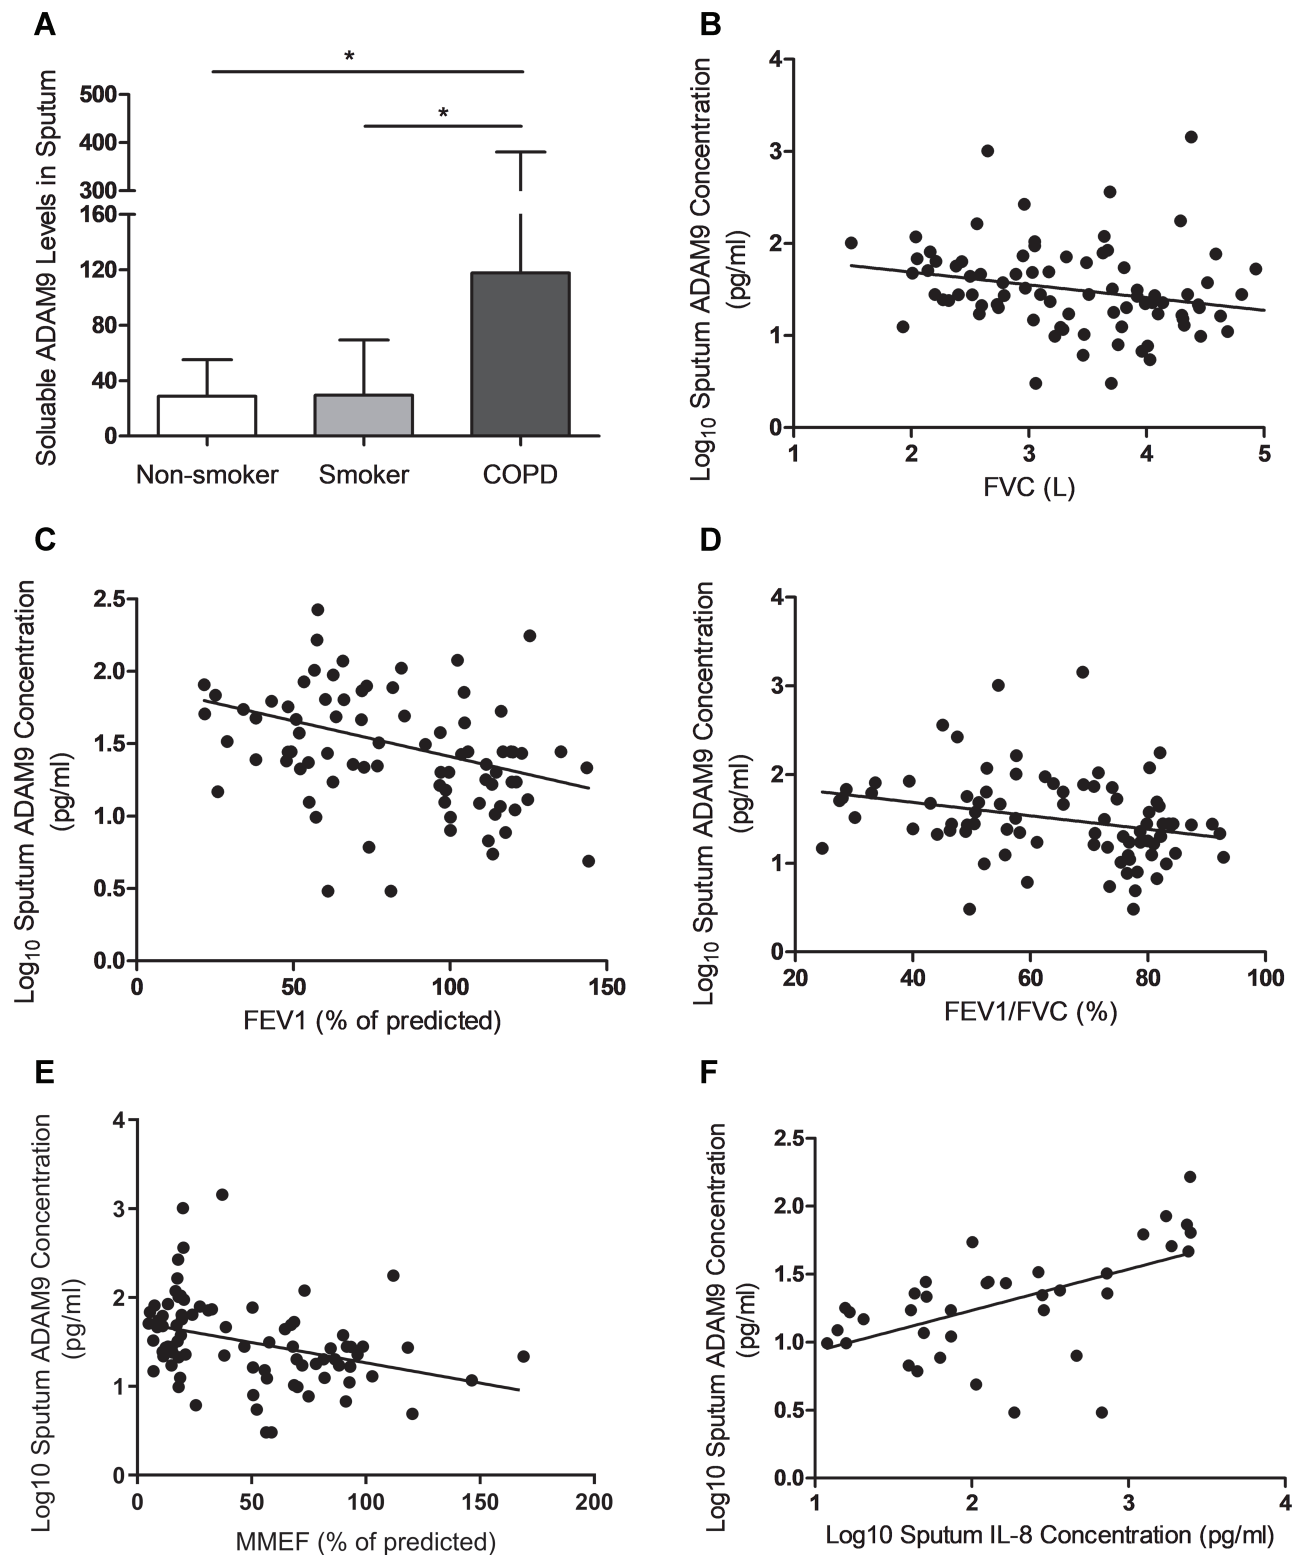 A
*
*
500
400
300
160
120
80
40
0
Soluable ADAM9 Levels in Sputum
Non-smoker Smoker COPD
B
4
3
2
1
0
Log10 Sputum ADAM9 Concentration
(pg/ml)
1 2 3 4 5
FVC (L)
C
2.5
2.0
1.5
1.0
0.5
0.0
Log10 Sputum ADAM9 Concentration
(pg/ml)
0 50 100 150
FEV1 (% of predicted)
D
4
3
2
1
0
Log10 Sputum ADAM9 Concentration
(pg/ml)
20 40 60 80 100
FEV1/FVC (%)
E
4
3
2
1
0
Log10 Sputum ADAM9 Concentration
(pg/ml)
0 50 100 150 200
MMEF (% of predicted)
F
2.5
2.0
1.5
1.0
0.5
0.0
Log10 Sputum ADAM9 Concentration
(pg/ml)
1 2 3 4
Log10 Sputum IL-8 Concentration (pg/ml)